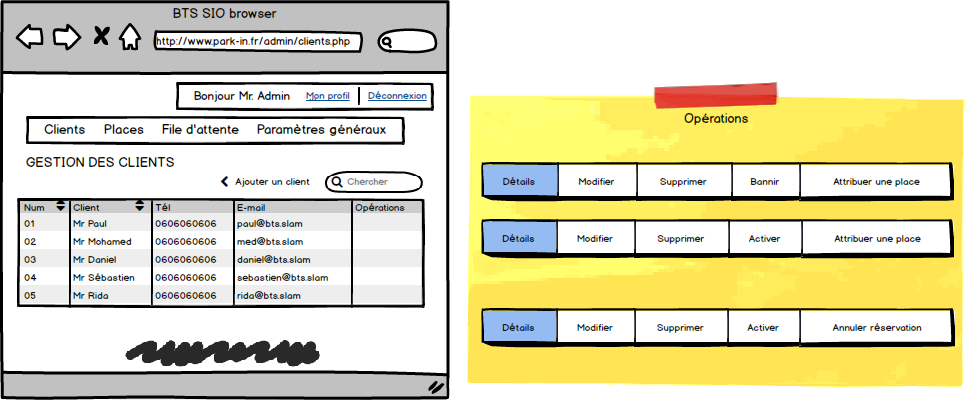 BTS SIO browser
http://www.park-in.fr/admin/clients.php
Bonjour Mr. Admin Mon profil Déconnexion
Clients Places File d'attente Paramètres généraux
GESTION DES CLIENTS
Ajouter un client Chercher
Num Client Tél E-mail Opérations
01 Mr Paul 0606060606 paul@bts.slam
02 Mr Mohamed 0606060606 med@bts.slam
03 Mr Daniel 0606060606 daniel@bts.slam
04 Mr Sébastien 0606060606 sebastien@bts.slam
05 Mr Rida 0606060606 rida@bts.slam
Opérations
Détails Modifier Supprimer Bannir Attribuer une place
Détails Modifier Supprimer Activer Attribuer une place
Détails Modifier Supprimer Activer Annuler réservation